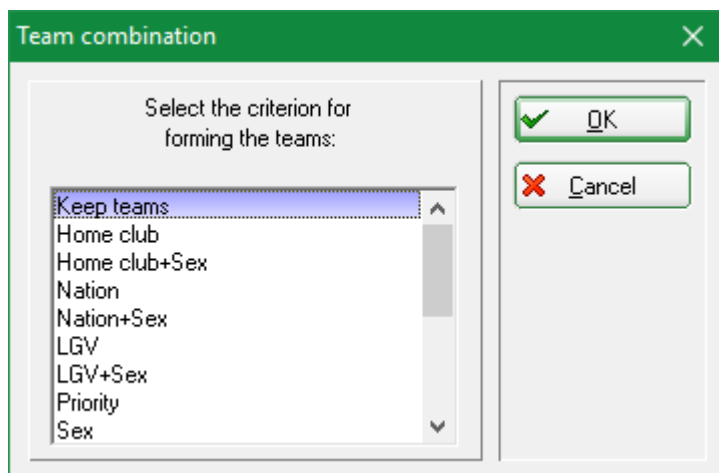 Team combination
Select the criterion for
forming the teams:
Keep teams
Home club
Home club+Sex
Nation
Nation+Sex
LGV
LGV+Sex
Priority
Sex
OK
Cancel